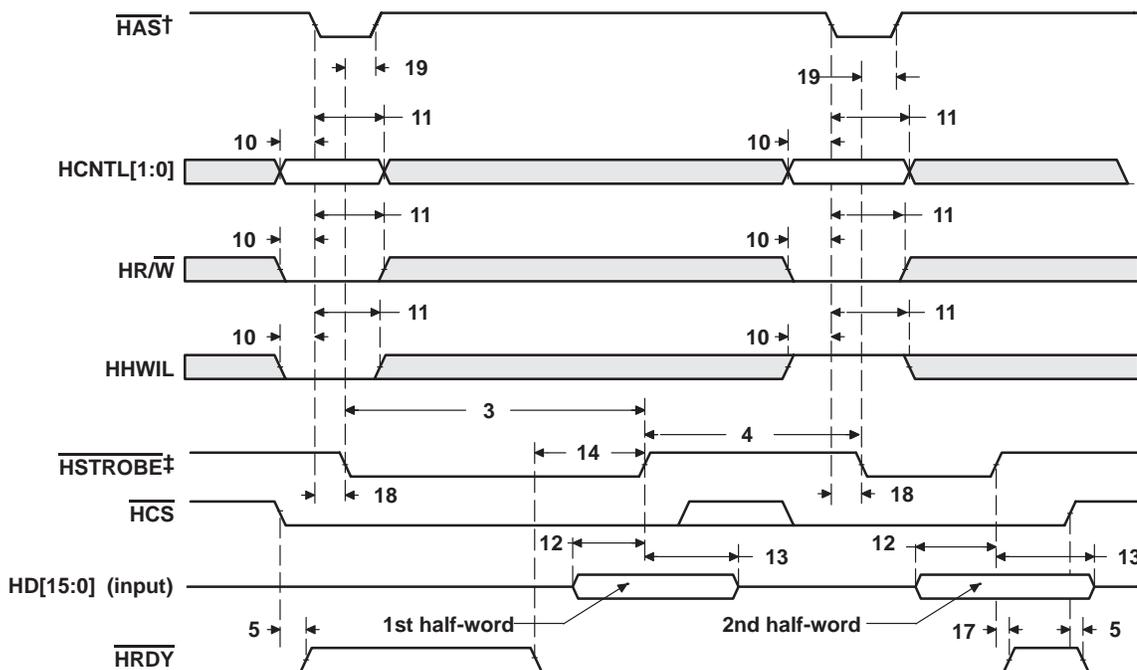 HAS†
19
19
11
11
10
10
HCNTL[1:0]
11
11
10
10
HR/W
11
11
10
10
HHWIL
3
4
14
HSTROBE‡
18
18
HCS
12
13
12
13
HD[15:0] (input)
1st half-word
2nd half-word
5
17
5
HRDY